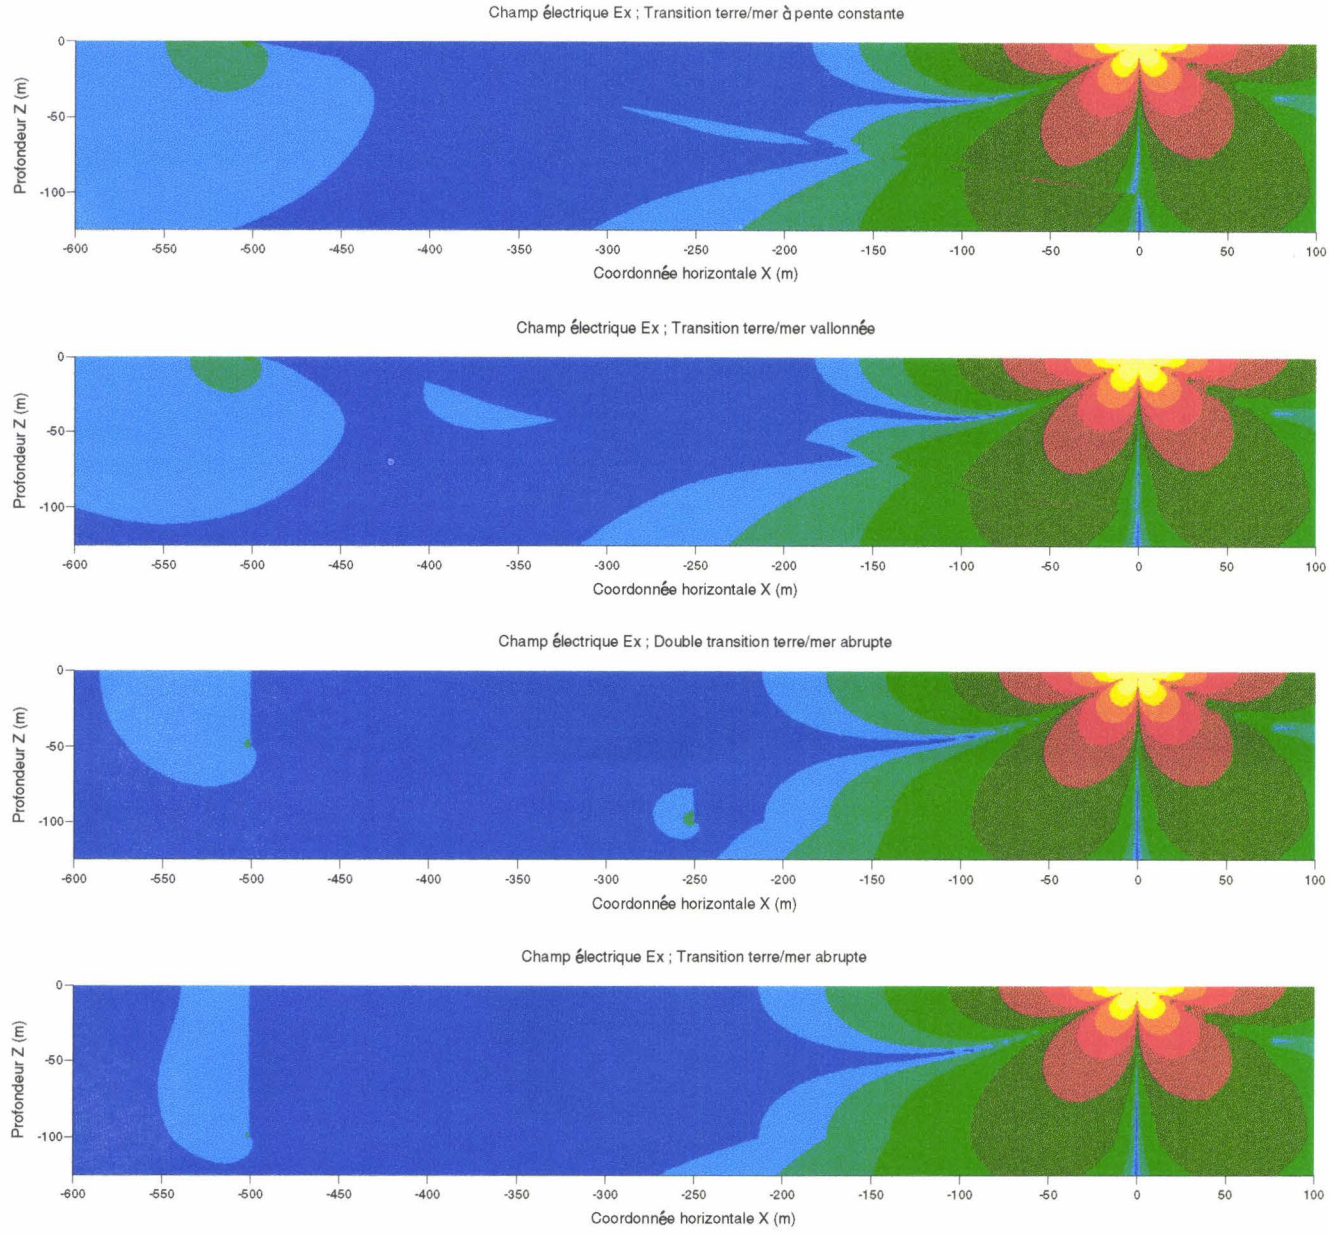 Champ électrique Ex ; Transition terre/mer à pente constante
0
-50
-100
Profondeur Z (m)
-600 -550 -500 -450 -400 -350 -300 -250 -200 -150 -100 -50 0 50 100
Coordonnée horizontale X (m)
Champ électrique Ex ; Transition terre/mer vallonnée
0
-50
-100
Profondeur Z (m)
-600 -550 -500 -450 -400 -350 -300 -250 -200 -150 -100 -50 0 50 100
Coordonnée horizontale X (m)
Champ électrique Ex ; Double transition terre/mer abrupte
0
-50
-100
Profondeur Z (m)
-600 -550 -500 -450 -400 -350 -300 -250 -200 -150 -100 -50 0 50 100
Coordonnée horizontale X (m)
Champ électrique Ex ; Transition terre/mer abrupte
0
-50
-100
Profondeur Z (m)
-600 -550 -500 -450 -400 -350 -300 -250 -200 -150 -100 -50 0 50 100
Coordonnée horizontale X (m)